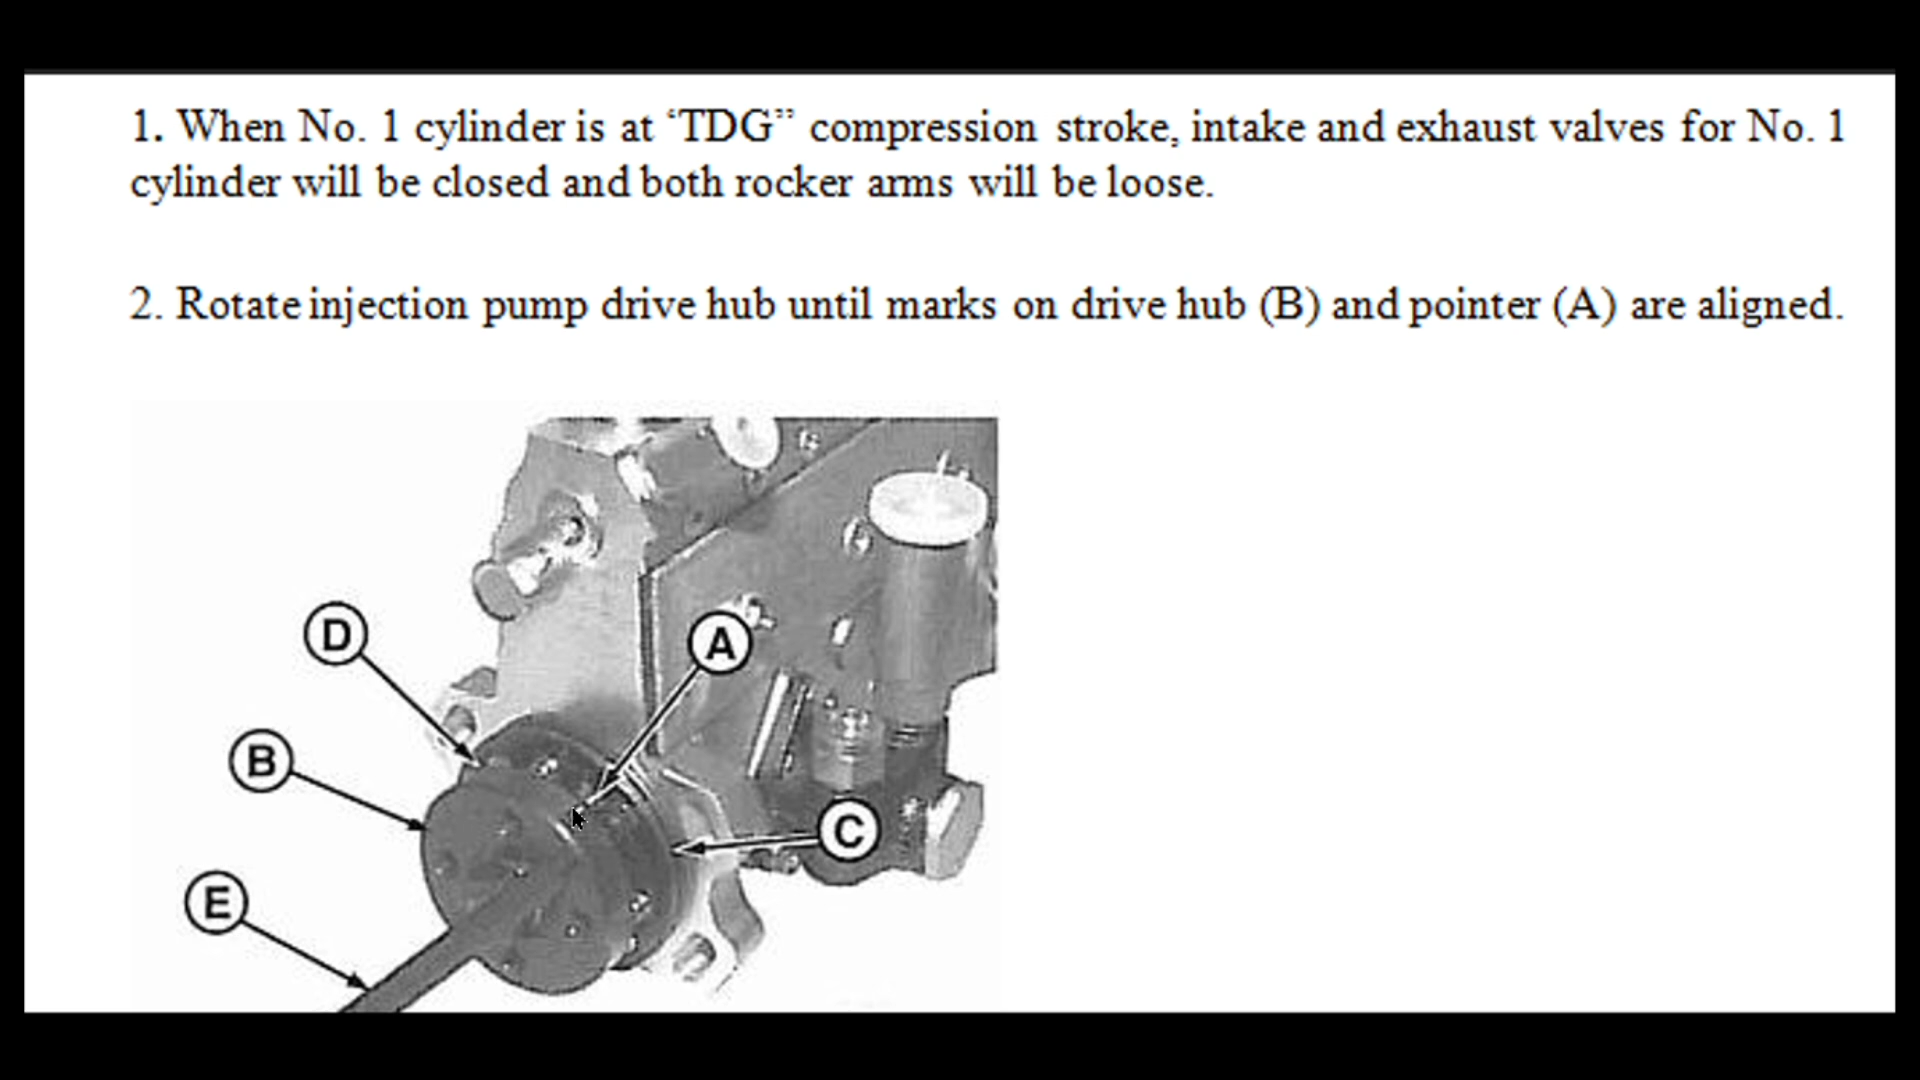 1. When No. 1 cylinder is at ‘TDG” compression stroke, intake and exhaust valves for No. 1
cylinder will be closed and both rocker arms will be loose.
2. Rotate injection pump drive hub until marks on drive hub (B) and pointer (A) are aligned.
D
A
B
C
E